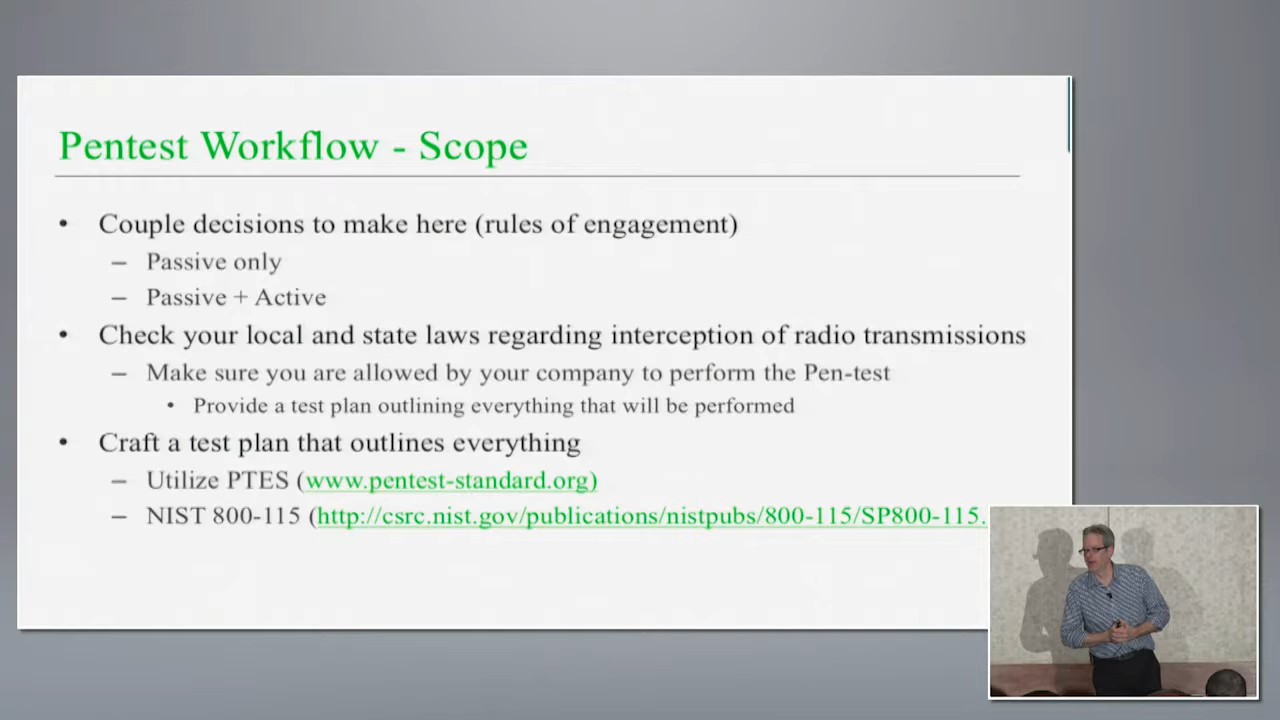 Pentest Workflow - Scope
• Couple decisions to make here (rules of engagement)
– Passive only
– Passive + Active
• Check your local and state laws regarding interception of radio transmissions
– Make sure you are allowed by your company to perform the Pen-test
• Provide a test plan outlining everything that will be performed
• Craft a test plan that outlines everything
– Utilize PTES (www.pentest-standard.org)
– NIST 800-115 (http://csrc.nist.gov/publications/nistpubs/800-115/SP800-115.